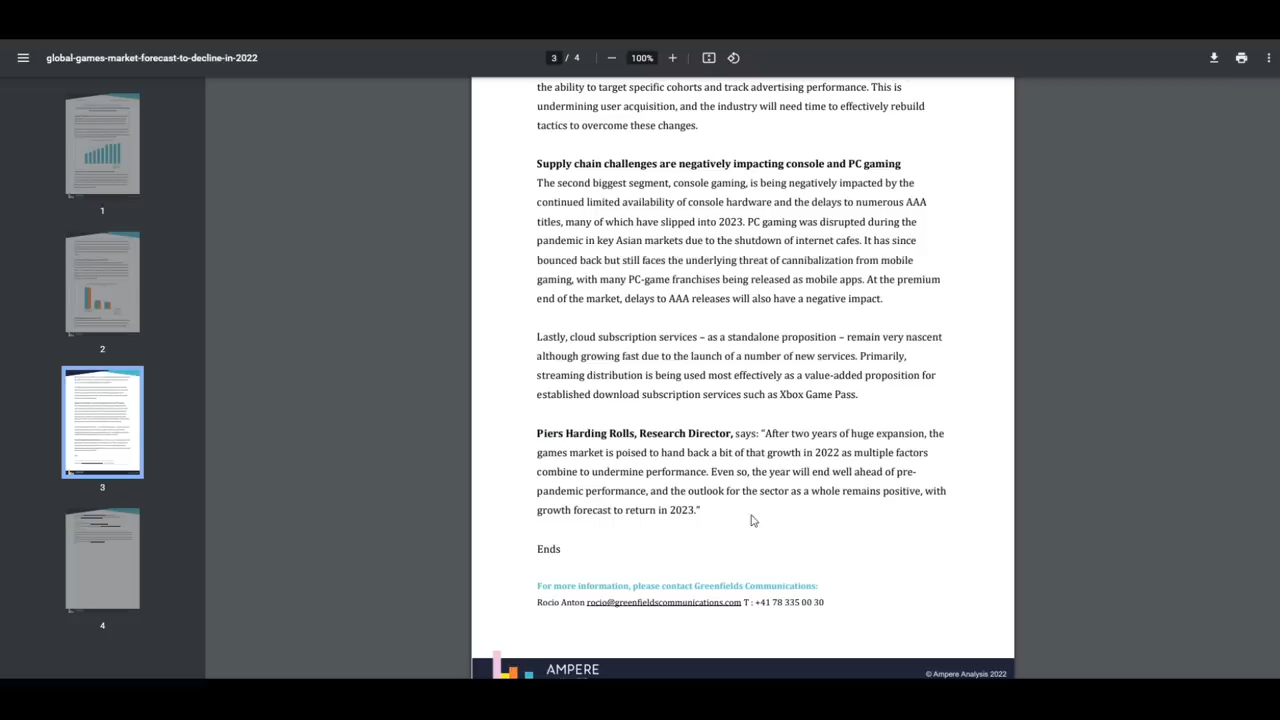 global-games-market-forecast-to-decline-in-2022
3 / 4
100%
1
2
3
4
the ability to target specific cohorts and track advertising performance. This is
undermining user acquisition, and the industry will need time to effectively rebuild
tactics to overcome these changes.
Supply chain challenges are negatively impacting console and PC gaming
The second biggest segment, console gaming, is being negatively impacted by the
continued limited availability of console hardware and the delays to numerous AAA
titles, many of which have slipped into 2023. PC gaming was disrupted during the
pandemic in key Asian markets due to the shutdown of internet cafes. It has since
bounced back but still faces the underlying threat of cannibalization from mobile
gaming, with many PC-game franchises being released as mobile apps. At the premium
end of the market, delays to AAA releases will also have a negative impact.
Lastly, cloud subscription services – as a standalone proposition – remain very nascent
although growing fast due to the launch of a number of new services. Primarily,
streaming distribution is being used most effectively as a value-added proposition for
established download subscription services such as Xbox Game Pass.
Piers Harding Rolls, Research Director, says: “After two years of huge expansion, the
games market is poised to hand back a bit of that growth in 2022 as multiple factors
combine to undermine performance. Even so, the year will end well ahead of pre-
pandemic performance, and the outlook for the sector as a whole remains positive, with
growth forecast to return in 2023.”
Ends
For more information, please contact Greenfields Communications:
Rocio Anton rocio@greenfieldscommunications.com T : +41 78 335 00 30
AMPERE
© Ampere Analysis 2022